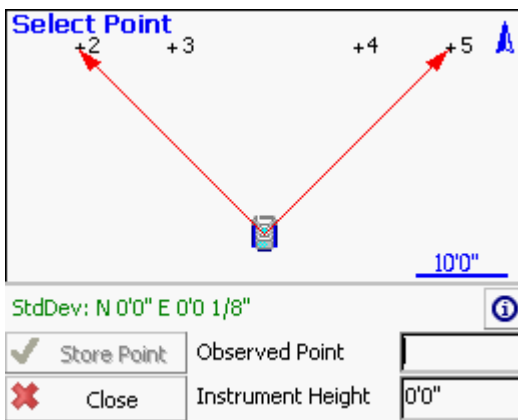 Select Point
+2 +3 +4 +5
10'0"
StdDev: N 0'0" E 0'0 1/8"
Store Point Observed Point
Close Instrument Height 0'0"